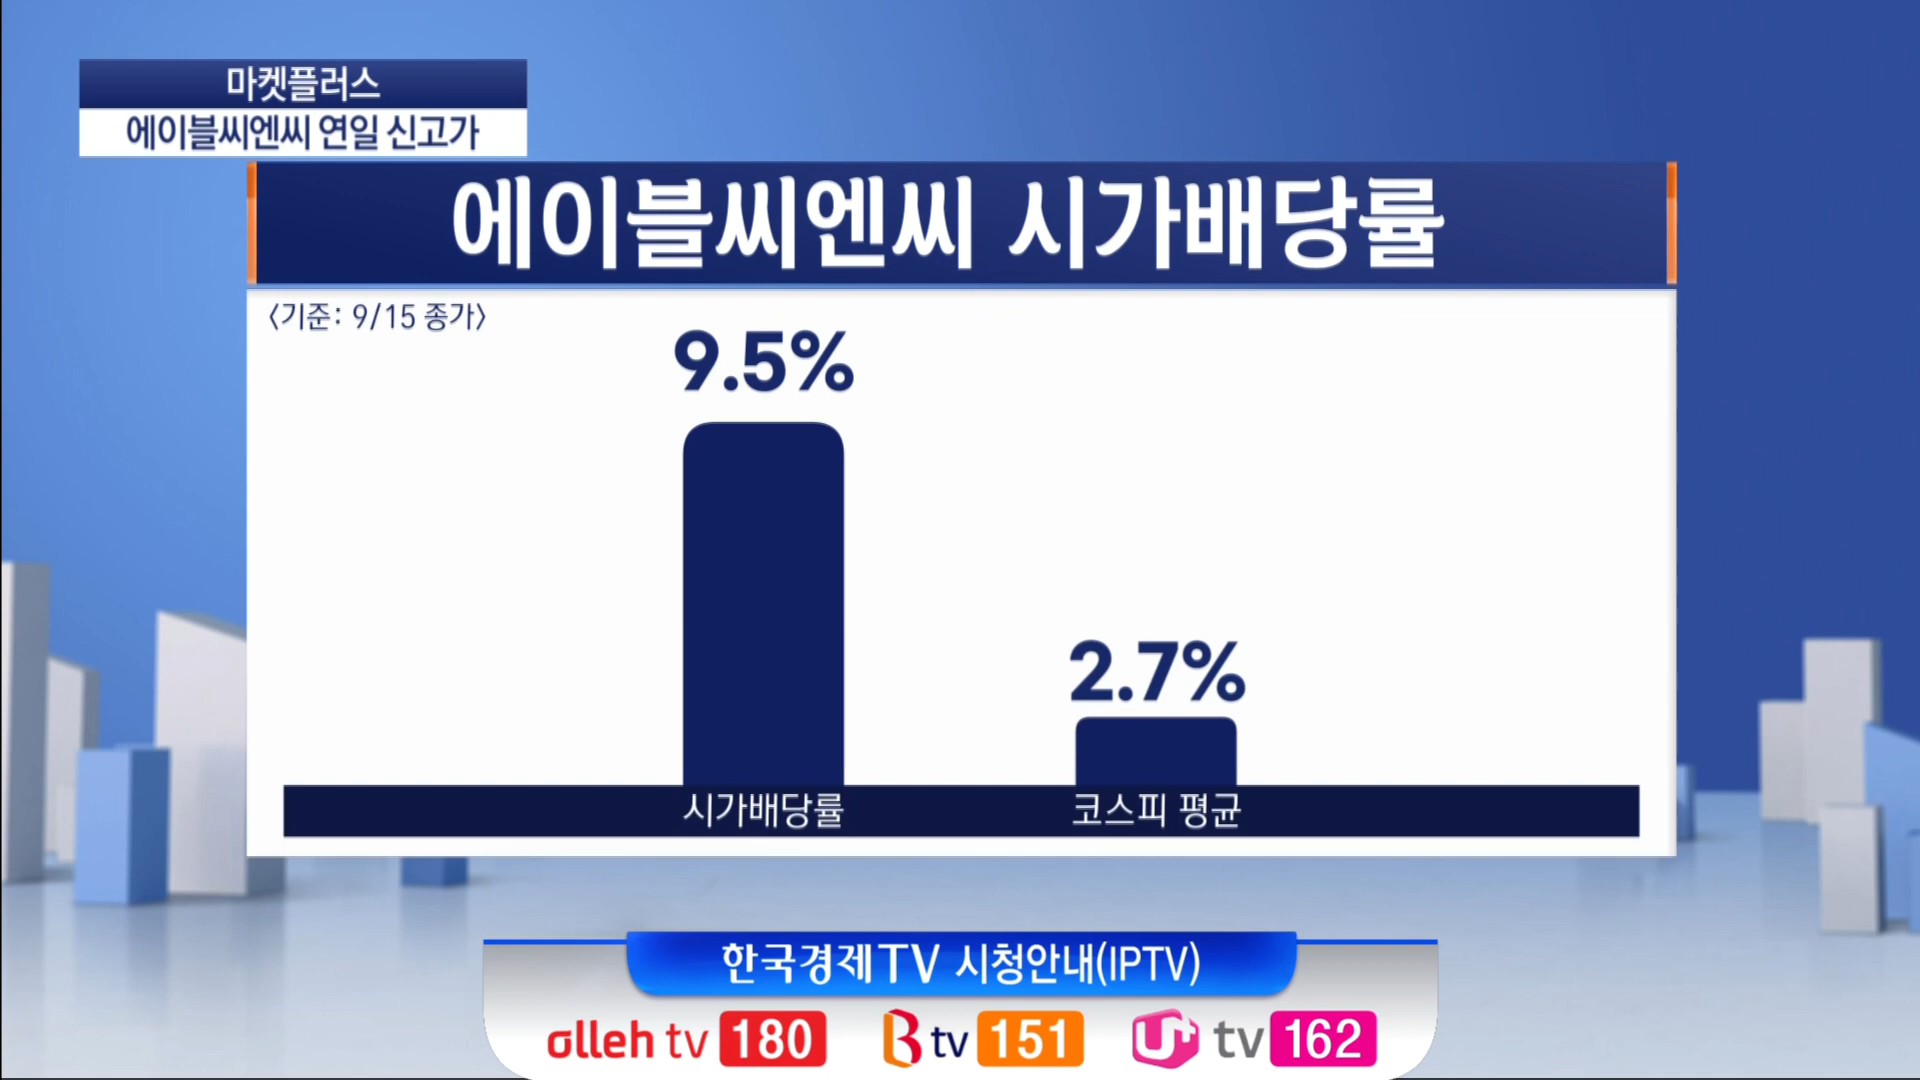 마켓플러스
에이블씨엔씨 연일 신고가
에이블씨엔씨 시가배당률
〈기준: 9/15 종가〉
9.5%
2.7%
시가배당률
코스피 평균
한국경제TV 시청안내(IPTV)
olleh tv 180 B tv 151 U+ tv 162